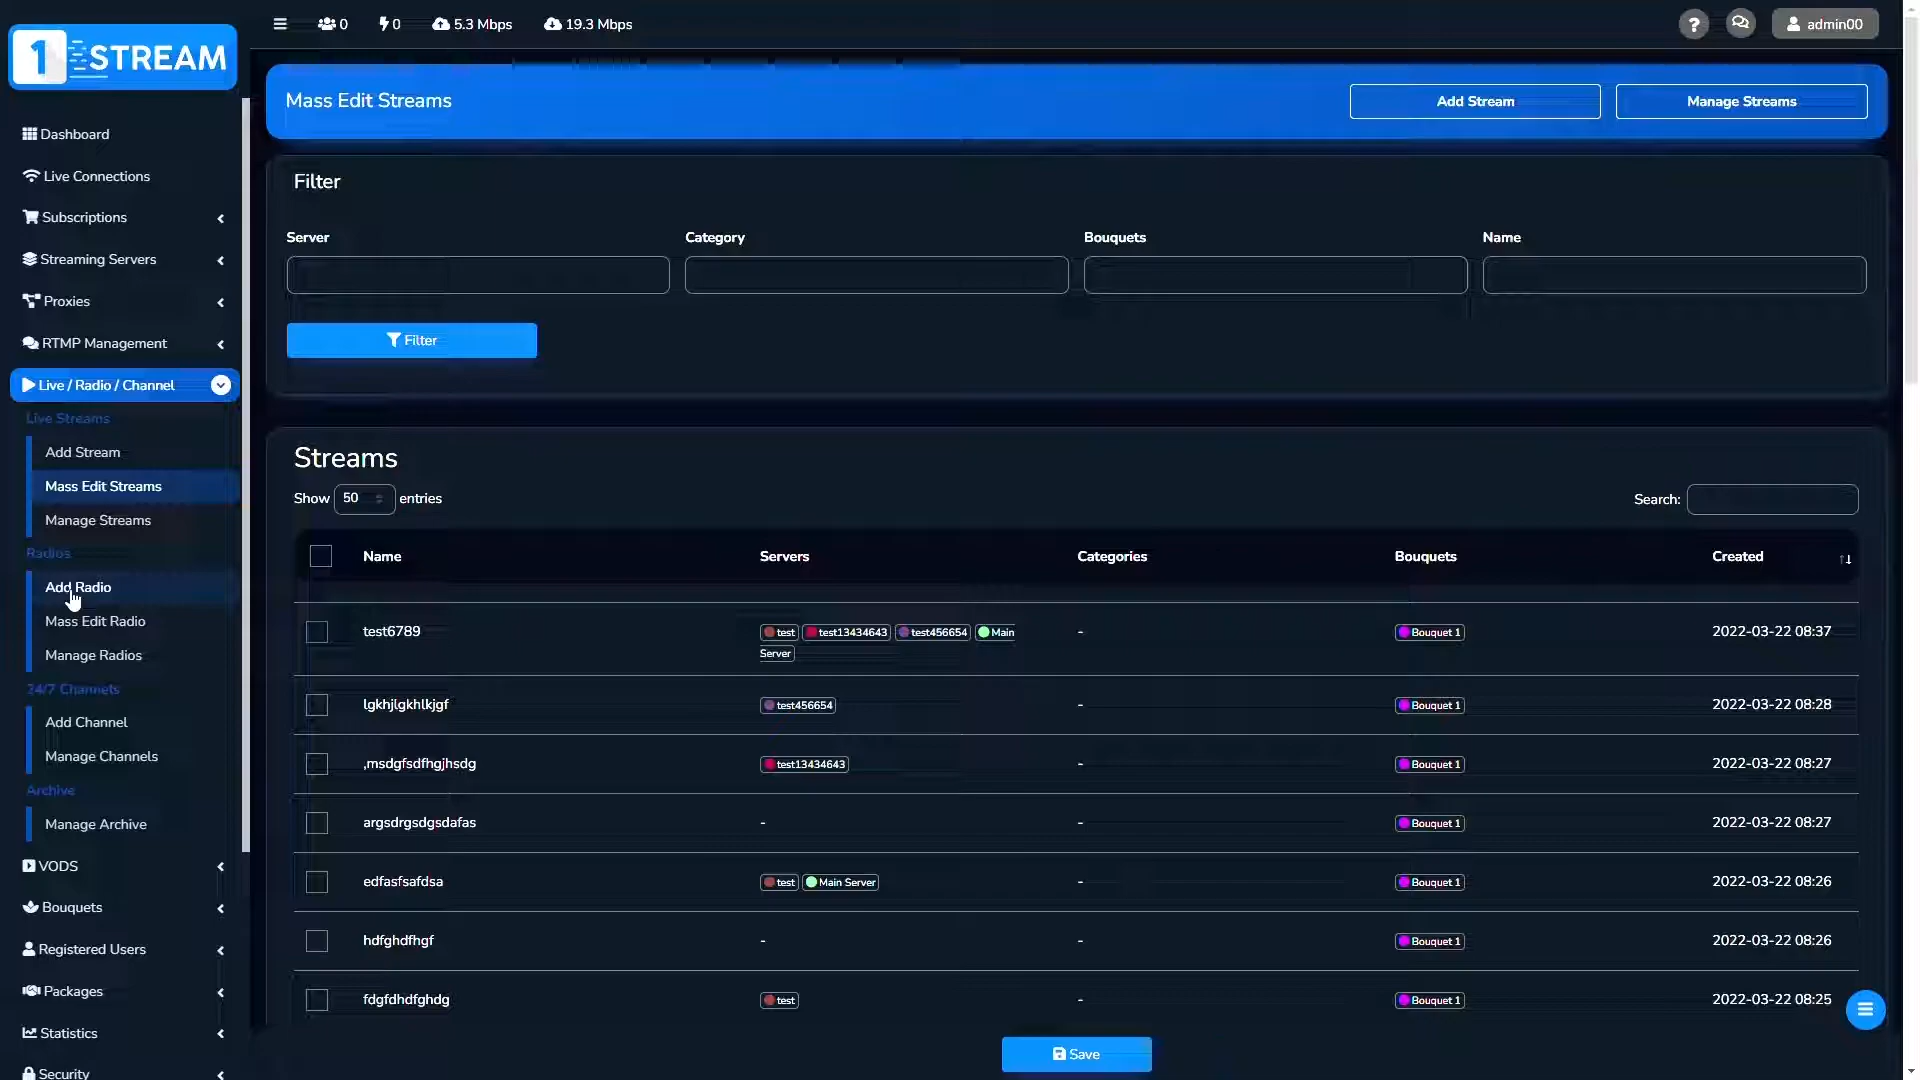 1 STREAM
0
0
5.3 Mbps
19.3 Mbps
?
admin00
Mass Edit Streams
Add Stream
Manage Streams
Dashboard
Live Connections
Subscriptions
Streaming Servers
Proxies
RTMP Management
Live / Radio / Channel
Live Streams
Add Stream
Mass Edit Streams
Manage Streams
Radios
Add Radio
Mass Edit Radio
Manage Radios
24/7 Channels
Add Channel
Manage Channels
Archive
Manage Archive
VODS
Bouquets
Registered Users
Packages
Statistics
Security
Filter
Server Category Bouquets Name
Filter
Streams
Show 50 entries
Search:
Name Servers Categories Bouquets Created
test6789 test test13434643 test456654 Main - Bouquet 1 2022-03-22 08:37
Server
lgkhjlgkhlkjgf test456654 - Bouquet 1 2022-03-22 08:28
,msdgfsdfhgjhsdg test13434643 - Bouquet 1 2022-03-22 08:27
argsdrgsdgsdafas - - Bouquet 1 2022-03-22 08:27
edfasfsafdsa test Main Server - Bouquet 1 2022-03-22 08:26
hdfghdfhgf - - Bouquet 1 2022-03-22 08:26
fdgfdhdfghdg test - Bouquet 1 2022-03-22 08:25
Save